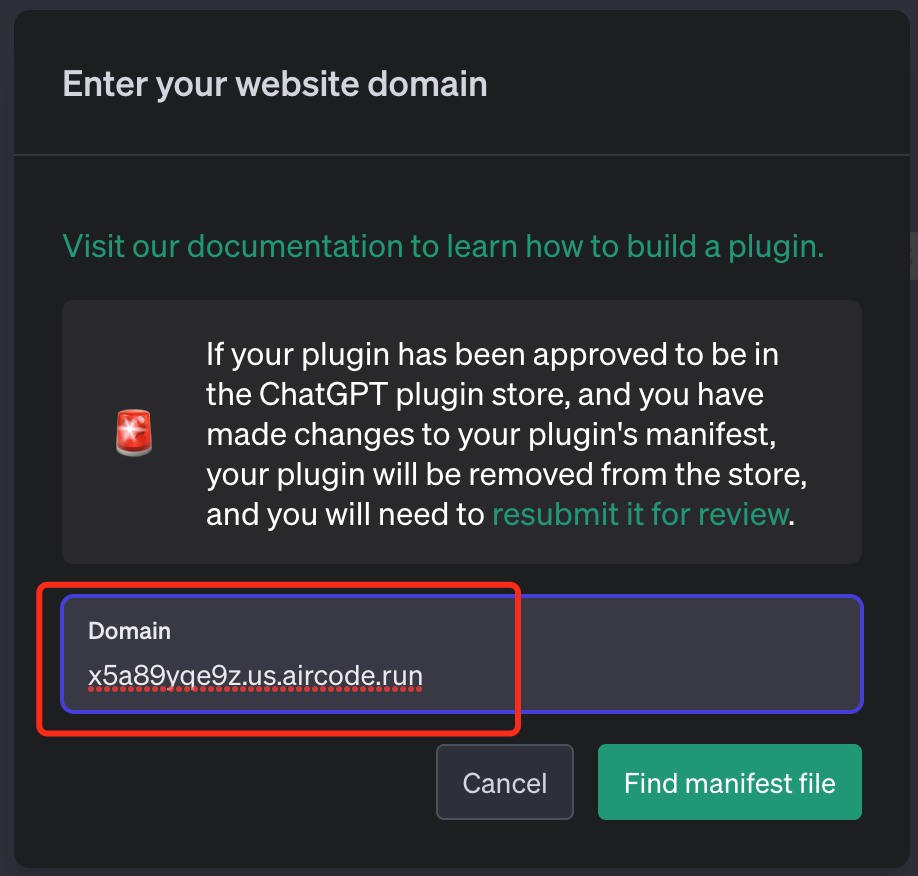 Enter your website domain
Visit our documentation to learn how to build a plugin.
If your plugin has been approved to be in
the ChatGPT plugin store, and you have
made changes to your plugin's manifest,
your plugin will be removed from the store,
and you will need to resubmit it for review.
Domain
x5a89yqe9z.us.aircode.run
Cancel
Find manifest file